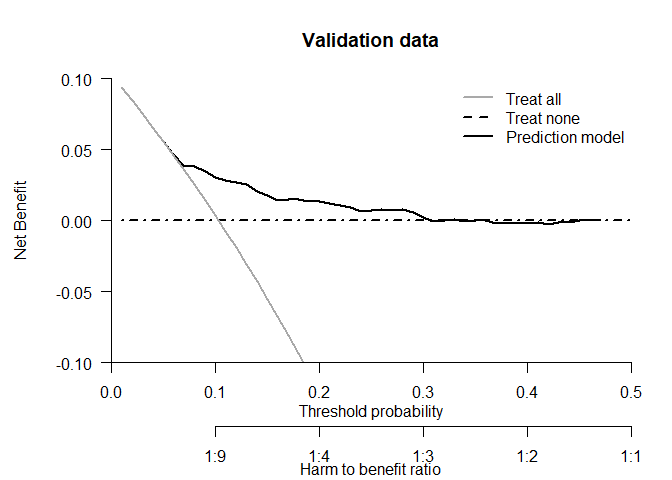 Validation data
0.10
0.05
0.00
-0.05
-0.10
Net Benefit
Treat all
Treat none
Prediction model
0.0 0.1 0.2 0.3 0.4 0.5
Threshold probability
1:9 1:4 1:3 1:2 1:1
Harm to benefit ratio